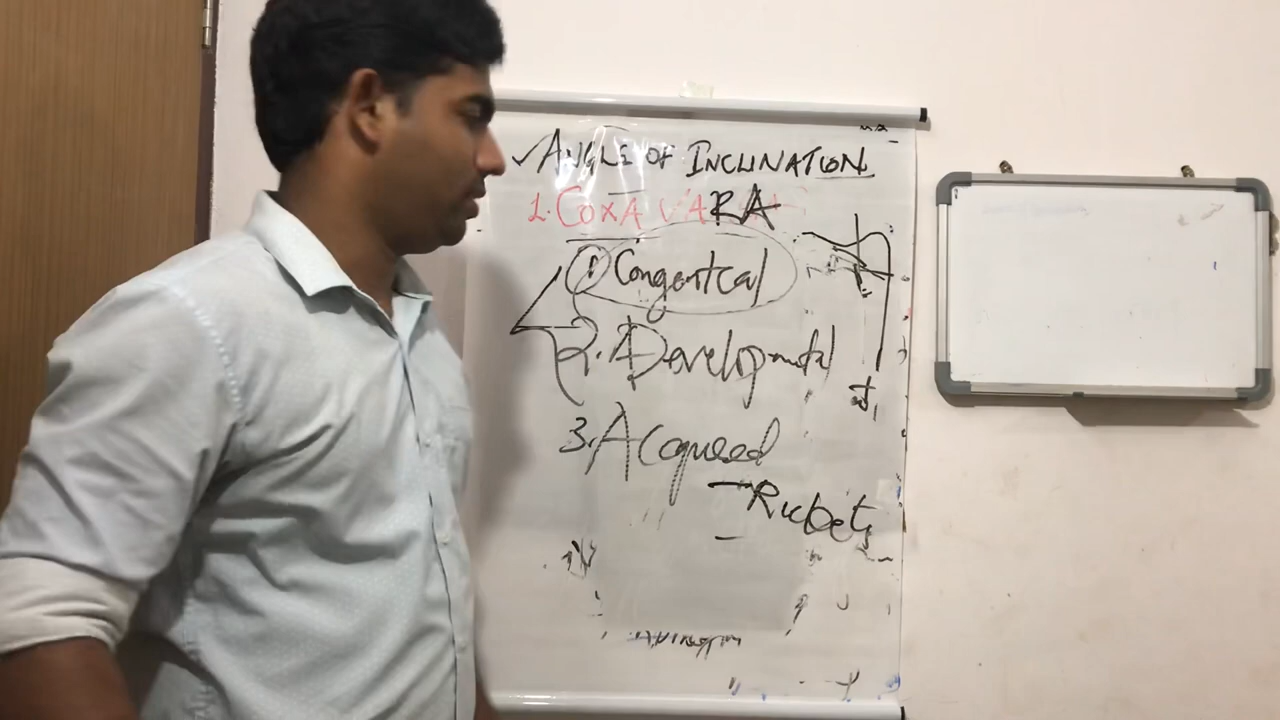 ANGLE OF INCLINATION
1. COXA VARA
① Congenital
2. Developmental
3. Acquired
- Rickets